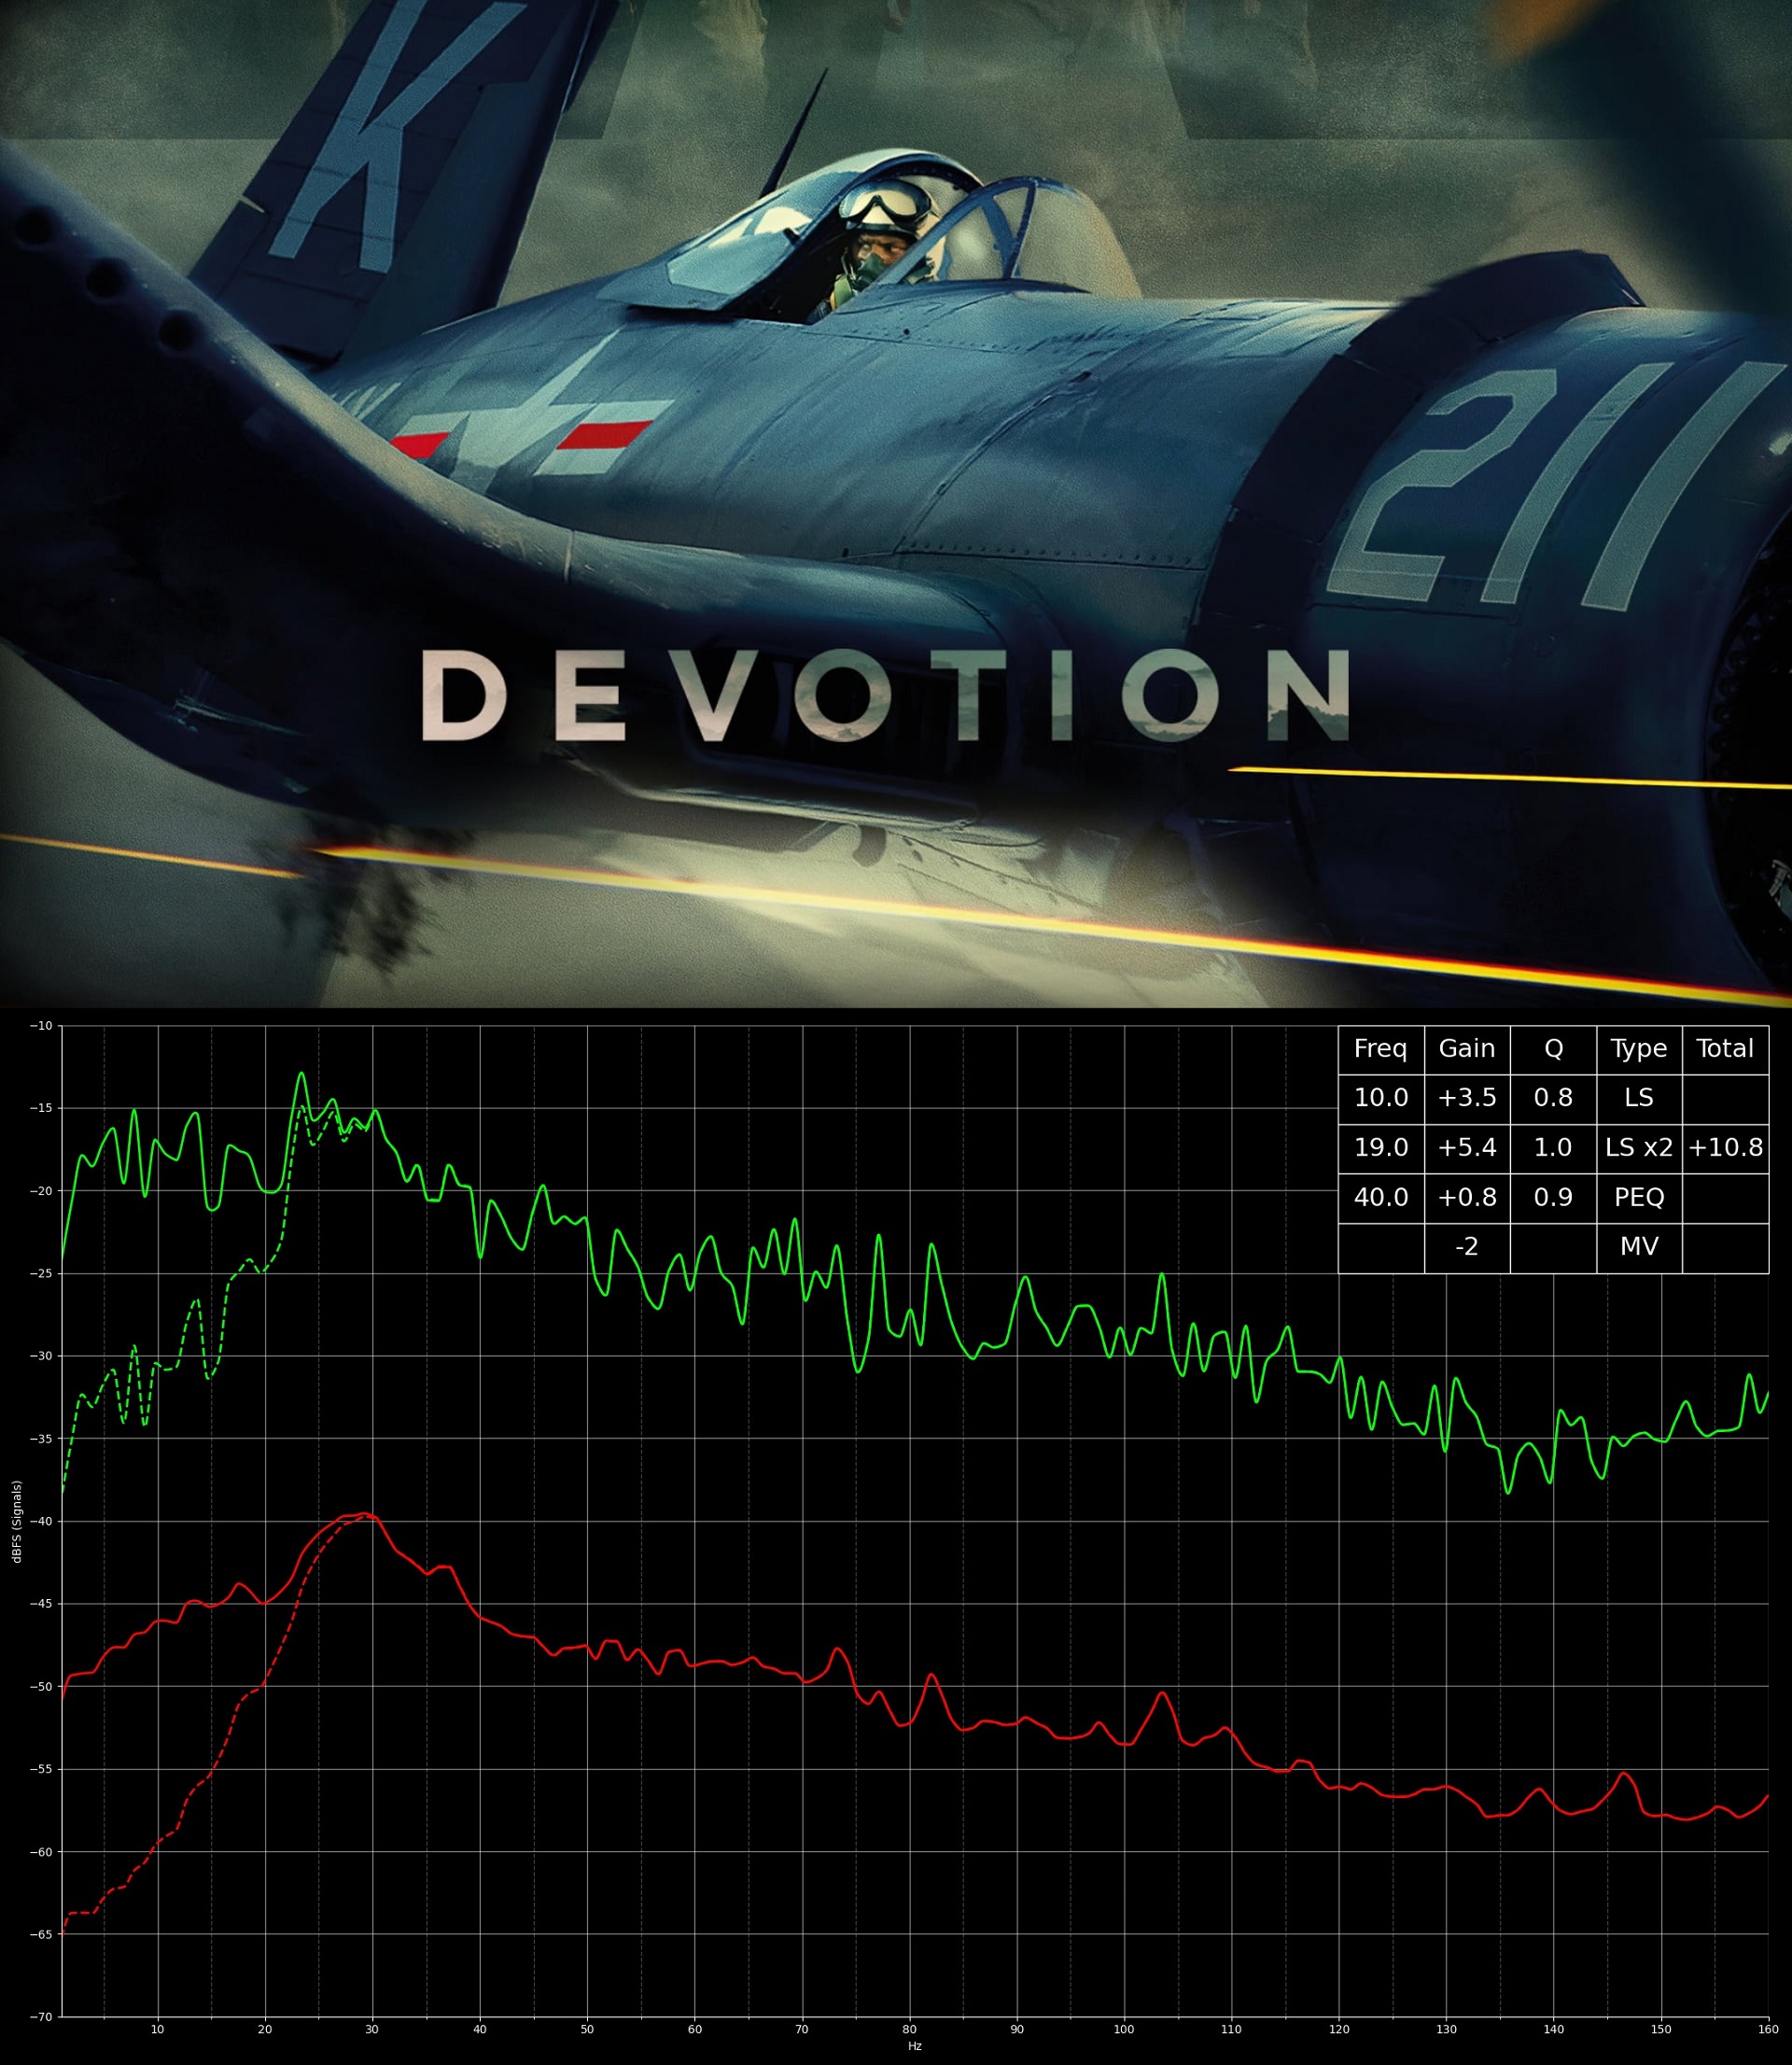 K
211
DEVOTION
Freq Gain Q Type Total
10.0 +3.5 0.8 LS
19.0 +5.4 1.0 LS x2 +10.8
40.0 +0.8 0.9 PEQ
-2 MV
−10
−15
−20
−25
−30
−35
−40
−45
−50
−55
−60
−65
−70
dBFS (Signals)
10 20 30 40 50 60 70 80 90 100 110 120 130 140 150 160
Hz